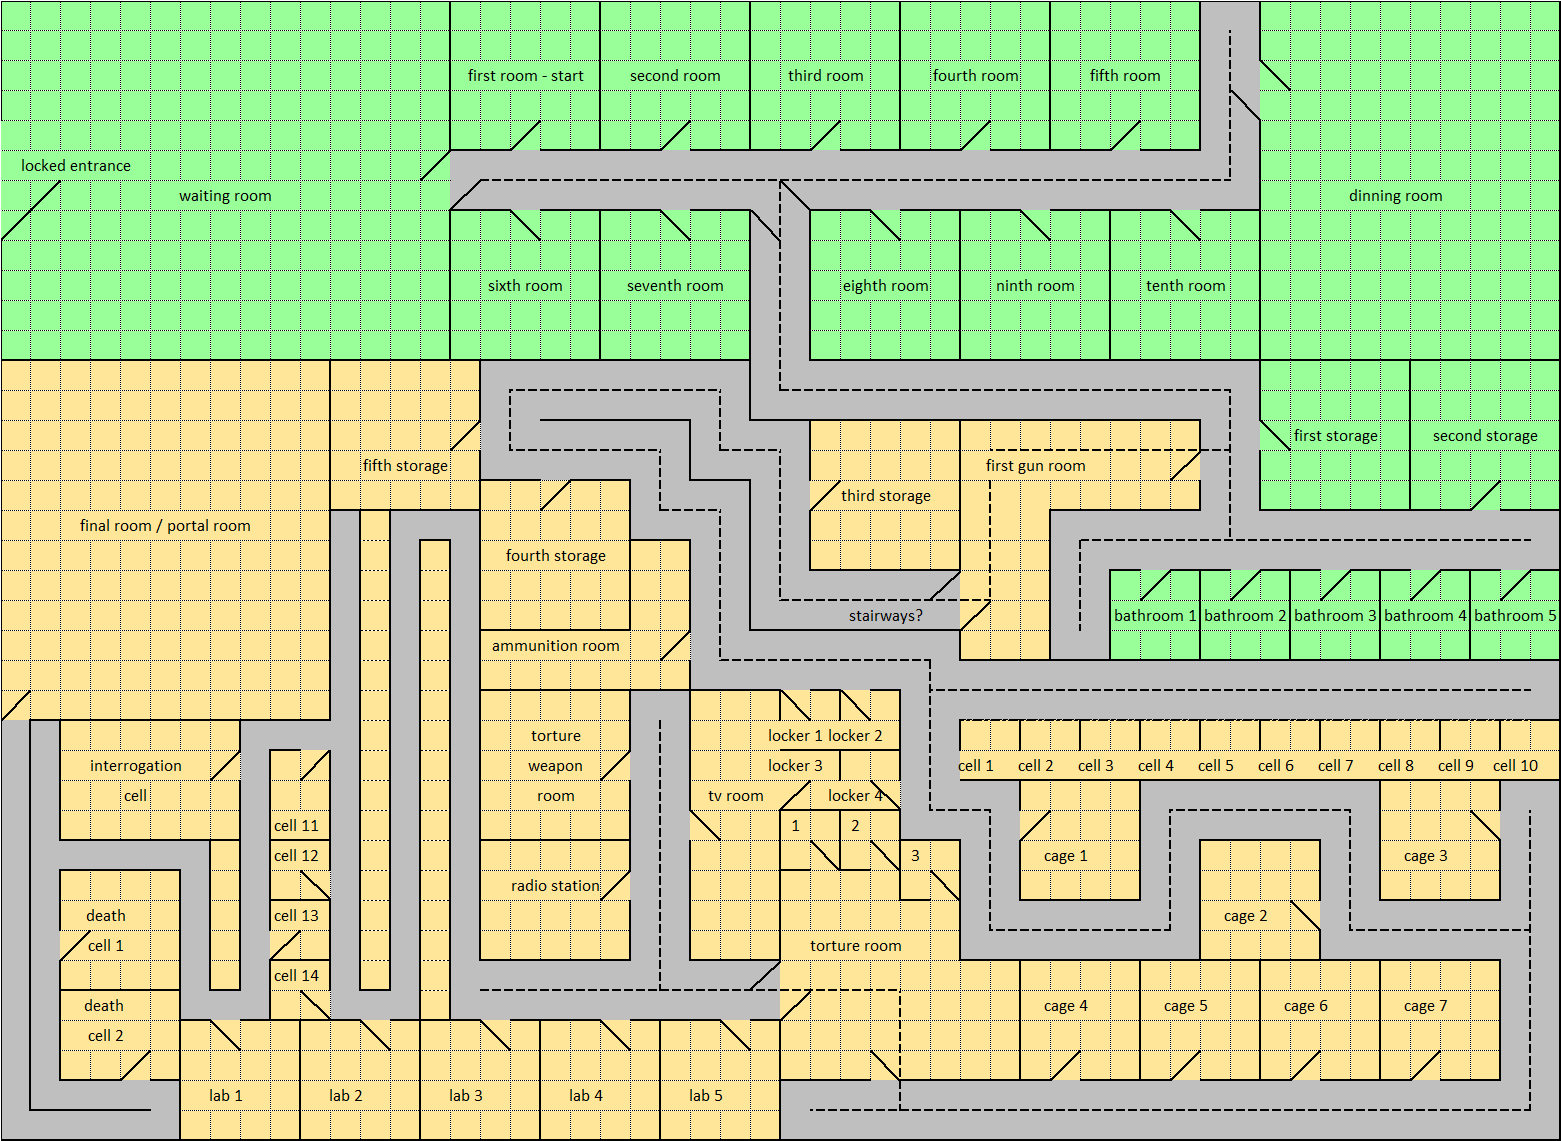 first room - start
second room
third room
fourth room
fifth room
locked entrance
waiting room
dinning room
sixth room
seventh room
eighth room
ninth room
tenth room
first storage
second storage
fifth storage
first gun room
third storage
final room / portal room
fourth storage
stairways?
bathroom 1
bathroom 2
bathroom 3
bathroom 4
bathroom 5
ammunition room
torture
weapon
room
locker 1
locker 2
locker 3
locker 4
tv room
cell 1
cell 2
cell 3
cell 4
cell 5
cell 6
cell 7
cell 8
cell 9
cell 10
interrogation
cell
cell 11
1
2
cell 12
3
cage 1
cage 3
radio station
death
cell 1
cell 13
cage 2
torture room
cell 14
death
cell 2
cage 4
cage 5
cage 6
cage 7
lab 1
lab 2
lab 3
lab 4
lab 5